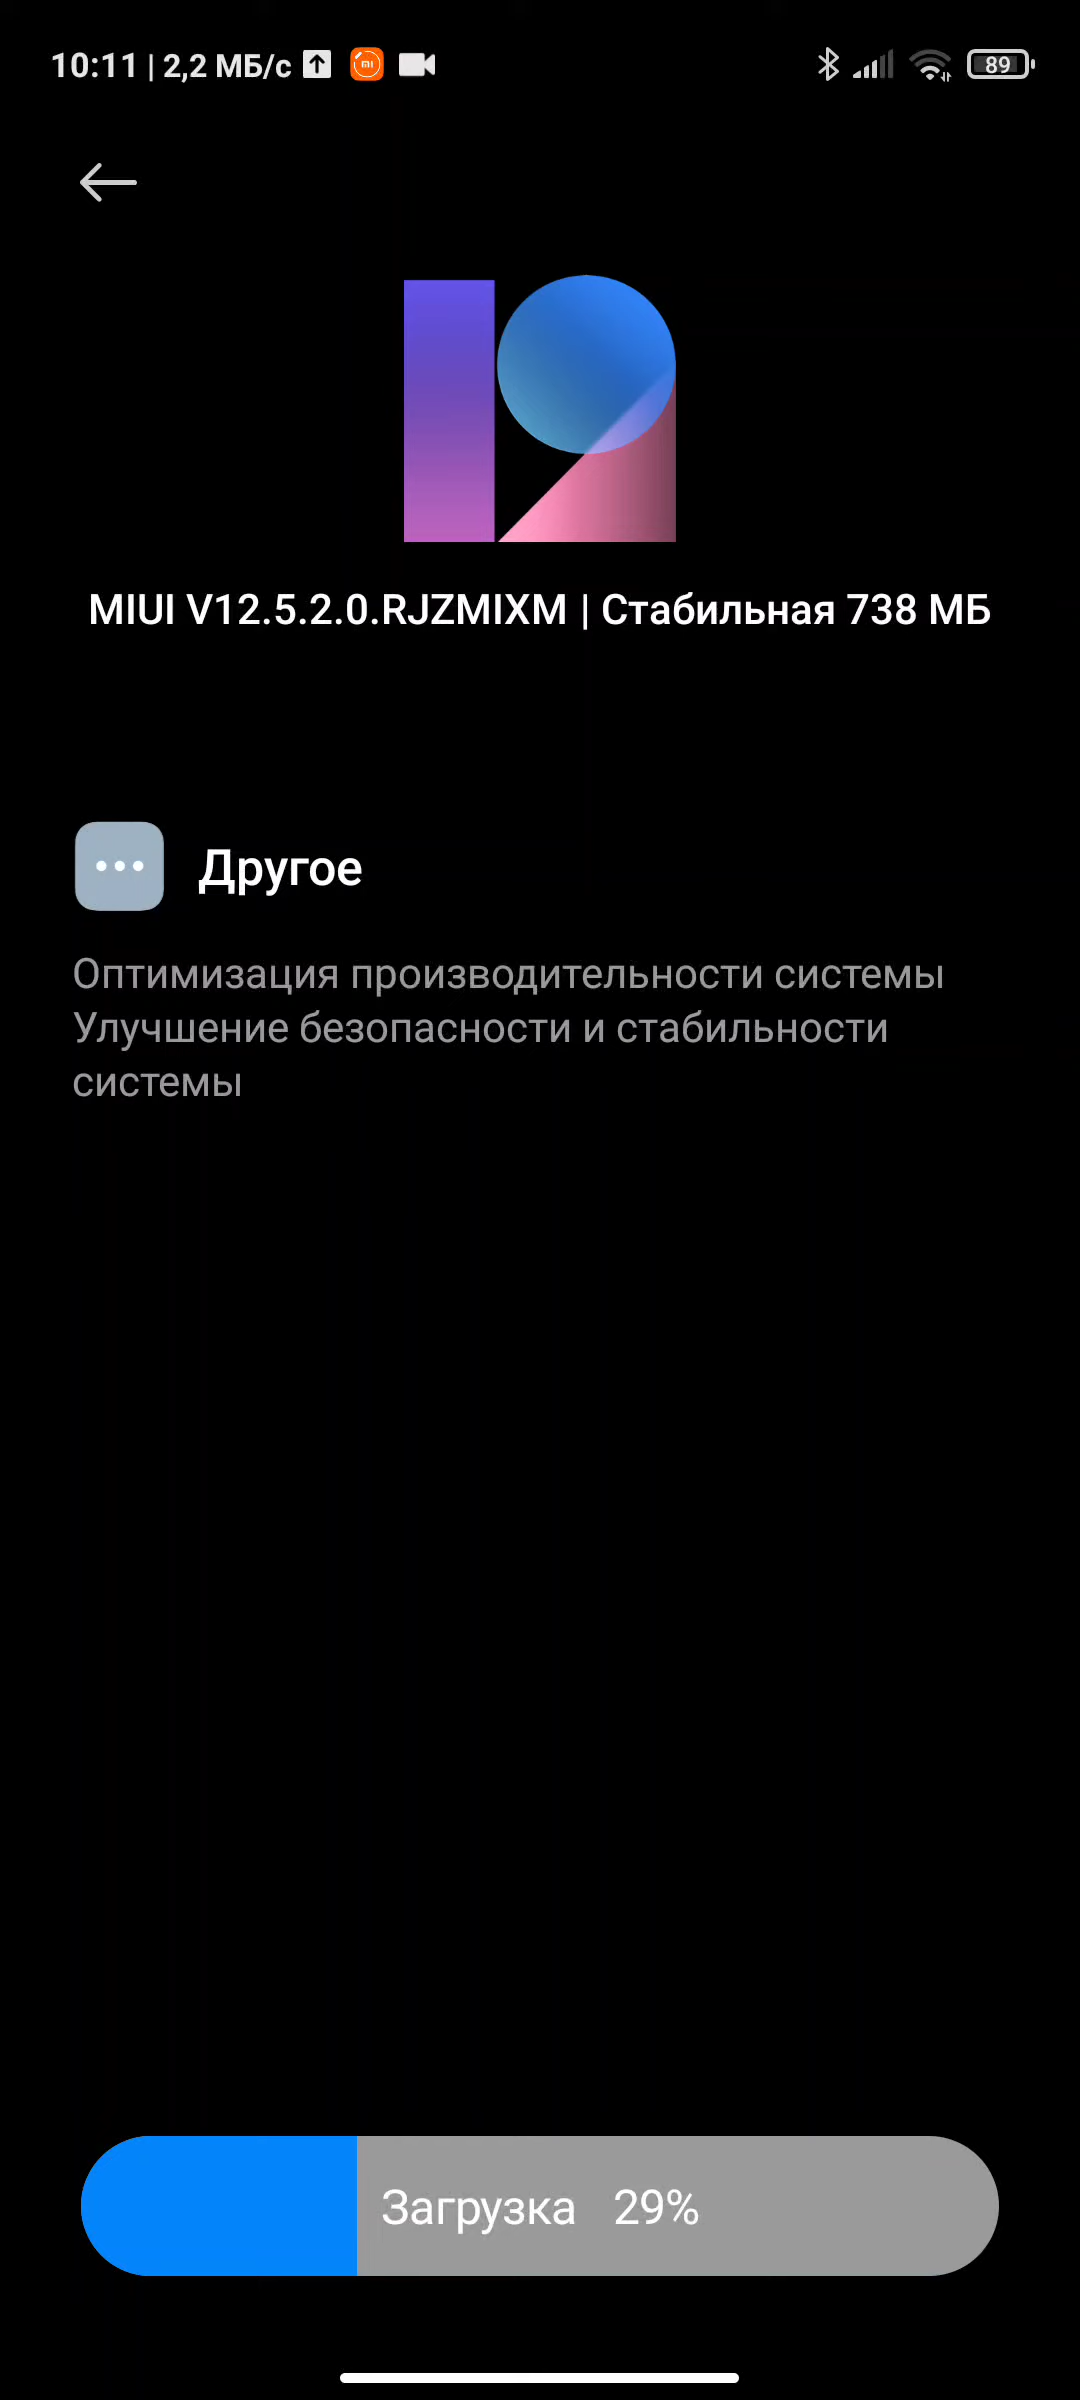 10:11 | 2,2 МБ/с
89
MIUI V12.5.2.0.RJZMIXM | Стабильная 738 МБ
Другое
Оптимизация производительности системы
Улучшение безопасности и стабильности
системы
Загрузка 29%